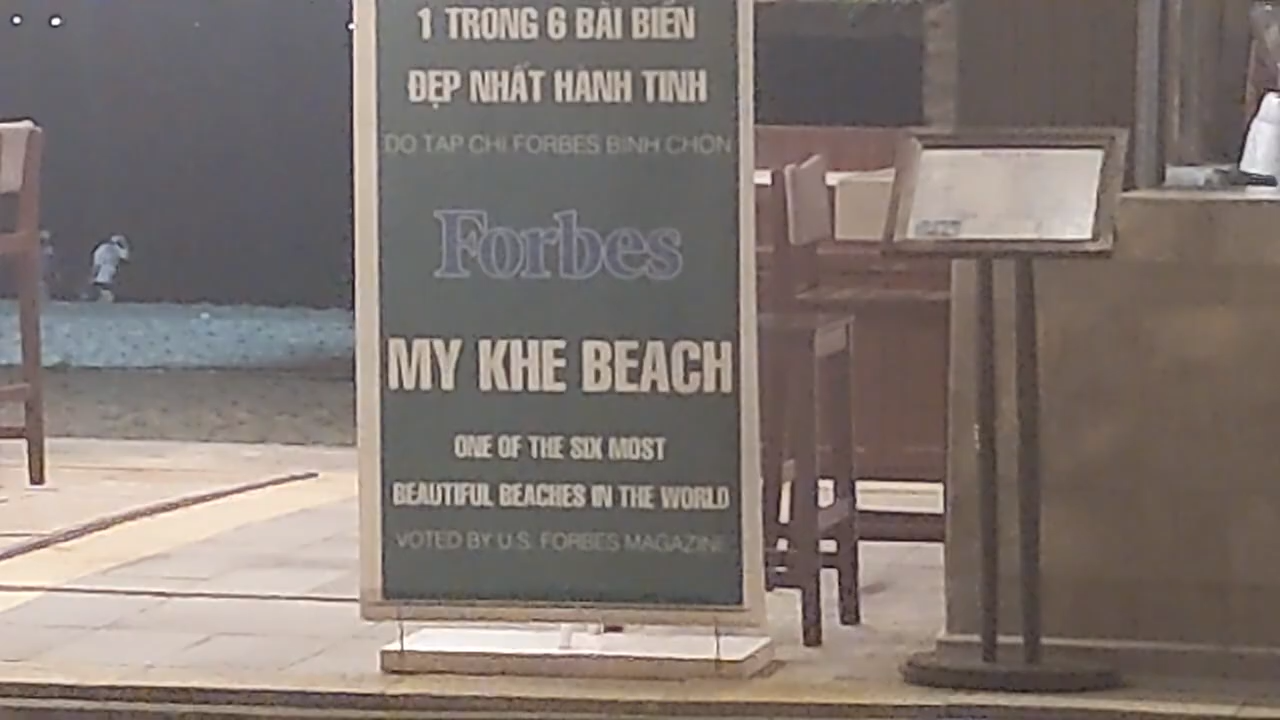 1 TRONG 6 BÃI BIỂN
ĐẸP NHẤT HÀNH TINH
DO TẠP CHÍ FORBES BÌNH CHỌN
Forbes
MY KHE BEACH
ONE OF THE SIX MOST
BEAUTIFUL BEACHES IN THE WORLD
VOTED BY U.S. FORBES MAGAZINE